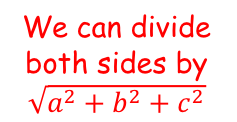 We can divide
both sides by
√a² + b² + c²